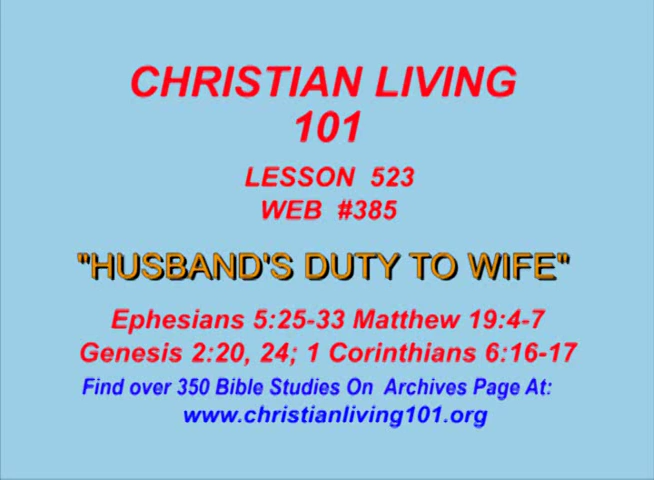 CHRISTIAN LIVING
101
LESSON 523
WEB #385
"HUSBAND'S DUTY TO WIFE"
Ephesians 5:25-33 Matthew 19:4-7
Genesis 2:20, 24; 1 Corinthians 6:16-17
Find over 350 Bible Studies On Archives Page At:
www.christianliving101.org